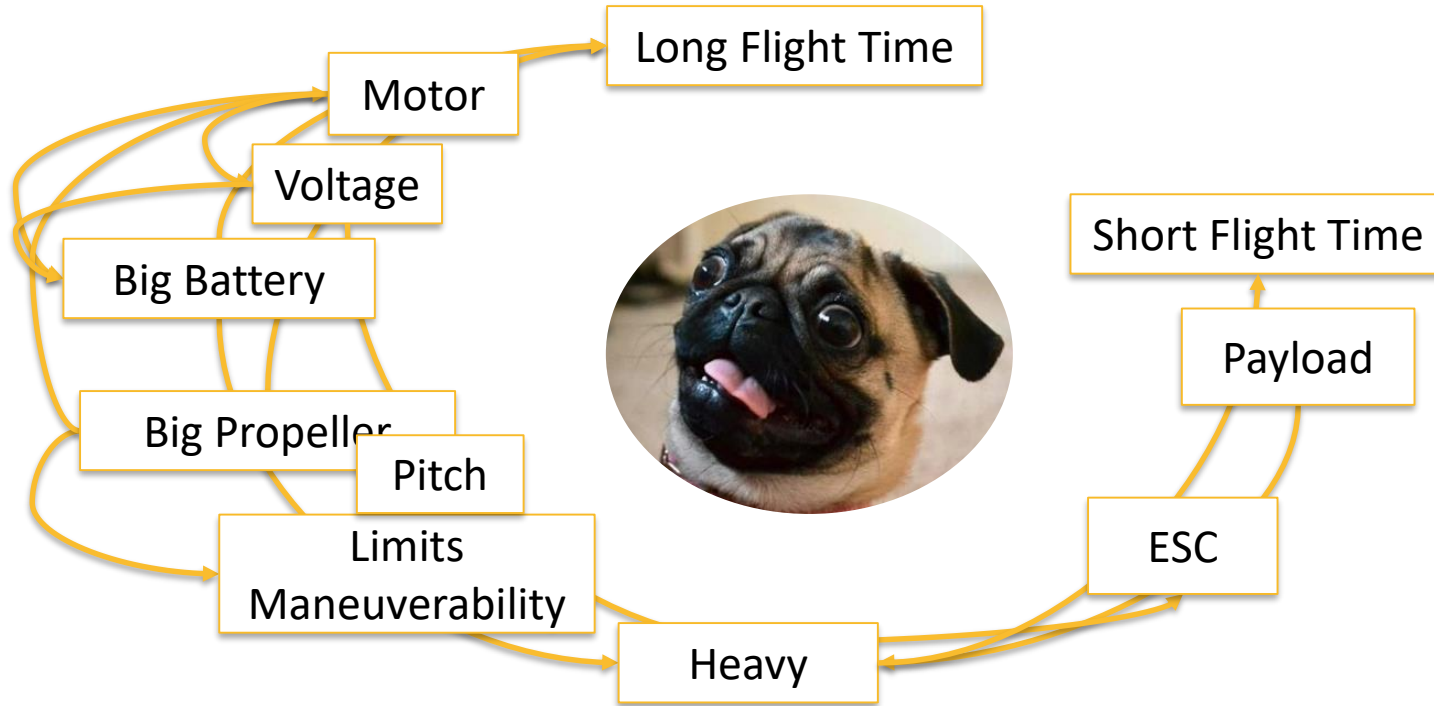 Long Flight Time
Motor
Voltage
Short Flight Time
Big Battery
Payload
Big Propeller
Pitch
Limits
Maneuverability
ESC
Heavy